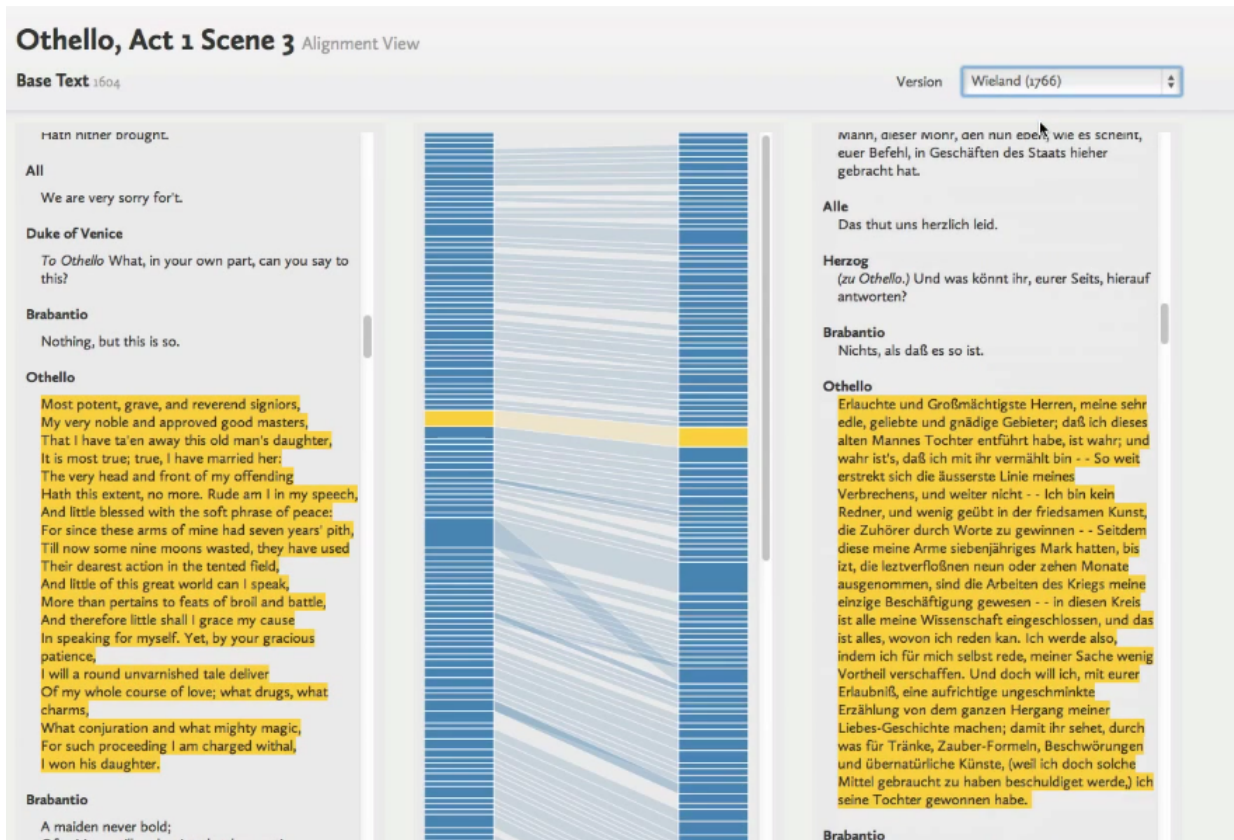 Othello, Act 1 Scene 3 Alignment View
Base Text 1604
Version Wieland (1766)
Hath hither brought.
All
We are very sorry for't.
Duke of Venice
To Othello What, in your own part, can you say to
this?
Brabantio
Nothing, but this is so.
Othello
Most potent, grave, and reverend signiors,
My very noble and approved good masters,
That I have ta'en away this old man's daughter,
It is most true; true, I have married her:
The very head and front of my offending
Hath this extent, no more. Rude am I in my speech,
And little blessed with the soft phrase of peace:
For since these arms of mine had seven years' pith,
Till now some nine moons wasted, they have used
Their dearest action in the tented field,
And little of this great world can I speak,
More than pertains to feats of broil and battle,
And therefore little shall I grace my cause
In speaking for myself. Yet, by your gracious
patience,
I will a round unvarnished tale deliver
Of my whole course of love; what drugs, what
charms,
What conjuration and what mighty magic,
For such proceeding I am charged withal,
I won his daughter.
Brabantio
A maiden never bold;
Mann, dieser Mohr, den nun eben, wie es scheint,
euer Befehl, in Geschäften des Staats hieher
gebracht hat.
Alle
Das thut uns herzlich leid.
Herzog
(zu Othello.) Und was könnt ihr, eurer Seits, hierauf
antworten?
Brabantio
Nichts, als daß es so ist.
Othello
Erlauchte und Großmächtigste Herren, meine sehr
edle, geliebte und gnädige Gebieter; daß ich dieses
alten Mannes Tochter entführt habe, ist wahr; und
wahr ist's, daß ich mit ihr vermählt bin - - So weit
erstrekt sich die äusserste Linie meines
Verbrechens, und weiter nicht - - Ich bin kein
Redner, und wenig geübt in der friedsamen Kunst,
die Zuhörer durch Worte zu gewinnen - - Seitdem
diese meine Arme siebenjähriges Mark hatten, bis
izt, die leztverfloßnen neun oder zehen Monate
ausgenommen, sind die Arbeiten des Kriegs meine
einzige Beschäftigung gewesen - - in diesen Kreis
ist alle meine Wissenschaft eingeschlossen, und das
ist alles, wovon ich reden kan. Ich werde also,
indem ich für mich selbst rede, meiner Sache wenig
Vortheil verschaffen. Und doch will ich, mit eurer
Erlaubniß, eine aufrichtige ungeschminkte
Erzählung von dem ganzen Hergang meiner
Liebes-Geschichte machen; damit ihr sehet, durch
was für Tränke, Zauber-Formeln, Beschwörungen
und übernatürliche Künste, (weil ich doch solche
Mittel gebraucht zu haben beschuldiget werde,) ich
seine Tochter gewonnen habe.
Brabantio